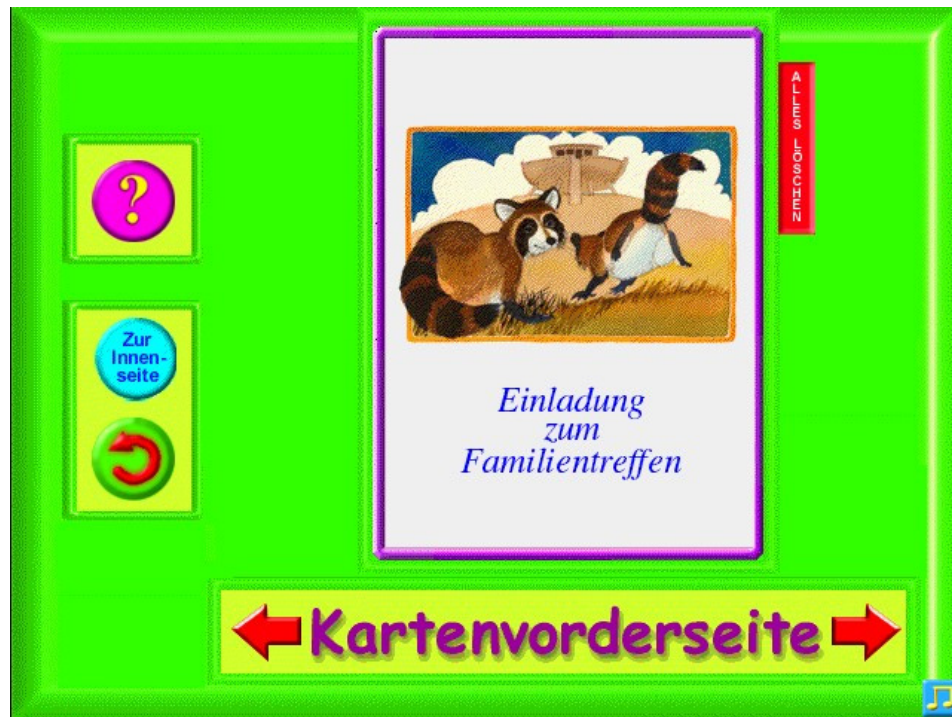 ?
ALLES LÖSCHEN
Zur
Innen-
seite
Einladung
zum
Familientreffen
Kartenvorderseite